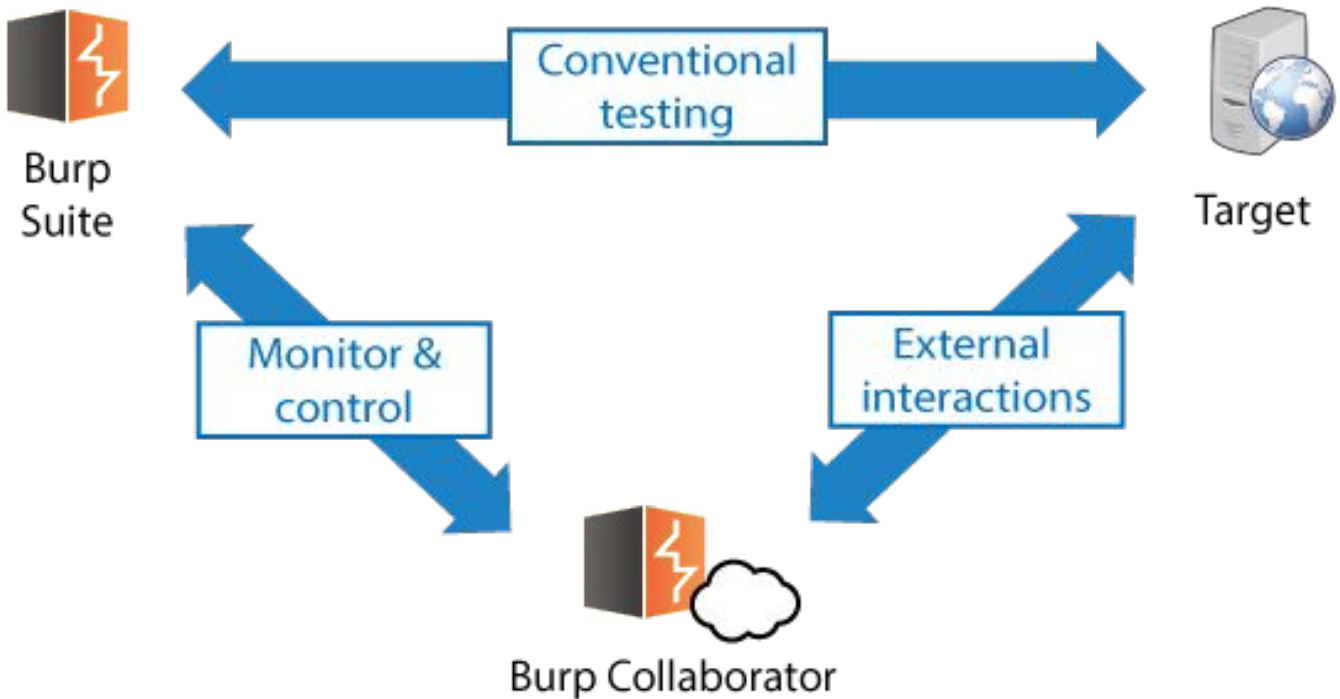 Conventional
testing
Burp
Suite
Target
Monitor &
control
External
interactions
Burp Collaborator